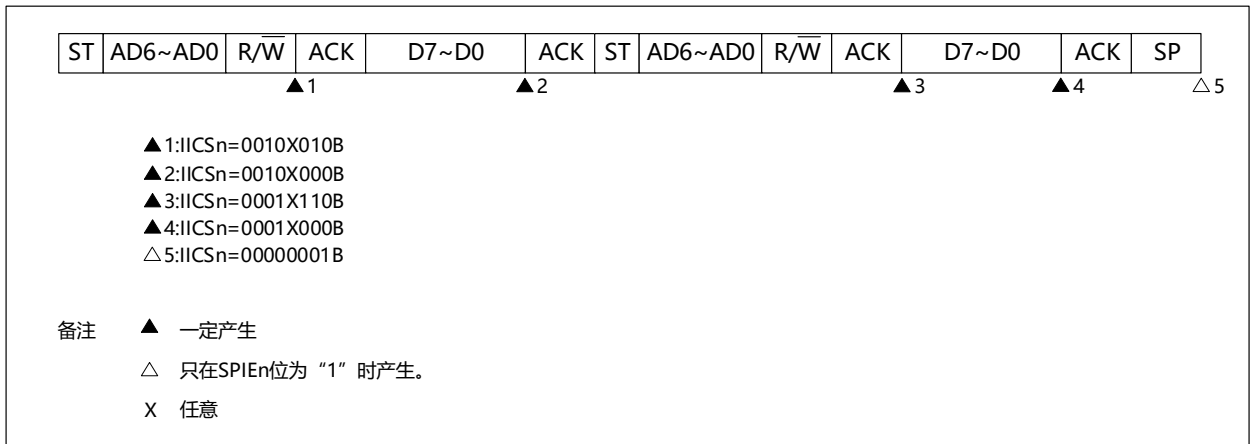 ST AD6~AD0 R/W̅ ACK D7~D0 ACK ST AD6~AD0 R/W̅ ACK D7~D0 ACK SP
▲1 ▲2 ▲3 ▲4 △5
▲1:IICSn=0010X010B
▲2:IICSn=0010X000B
▲3:IICSn=0001X110B
▲4:IICSn=0001X000B
△5:IICSn=00000001B
备注 ▲ 一定产生
△ 只在SPIEn位为“1”时产生。
X 任意